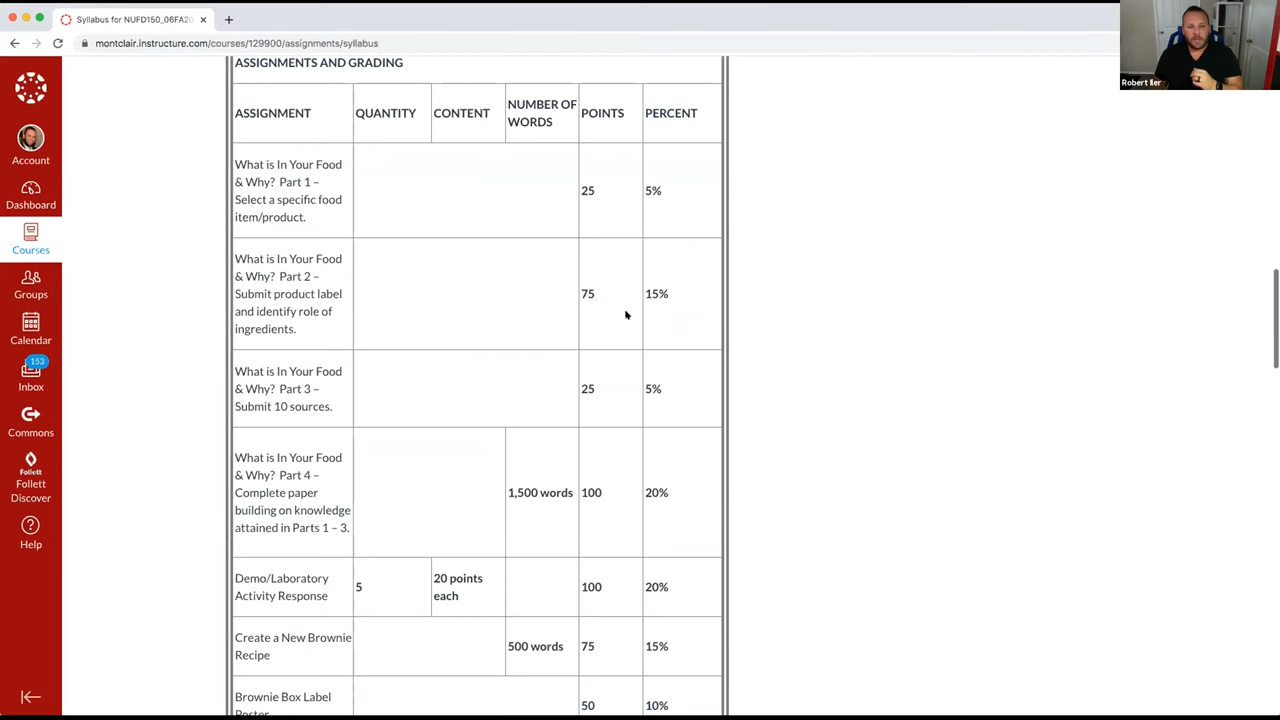 Syllabus for NUFD150_06FA20
montclair.instructure.com/courses/129900/assignments/syllabus
Robert
Account
Dashboard
Courses
Groups
Calendar
153
Inbox
Commons
Follett
Follett
Discover
Help
ASSIGNMENTS AND GRADING
ASSIGNMENT QUANTITY CONTENT NUMBER OF WORDS POINTS PERCENT
What is In Your Food
& Why? Part 1 –
Select a specific food
item/product.
25 5%
What is In Your Food
& Why? Part 2 –
Submit product label
and identify role of
ingredients.
75 15%
What is In Your Food
& Why? Part 3 –
Submit 10 sources.
25 5%
What is In Your Food
& Why? Part 4 –
Complete paper
building on knowledge
attained in Parts 1 – 3.
1,500 words 100 20%
Demo/Laboratory
Activity Response
5 20 points each 100 20%
Create a New Brownie
Recipe
500 words 75 15%
Brownie Box Label
Poster
50 10%